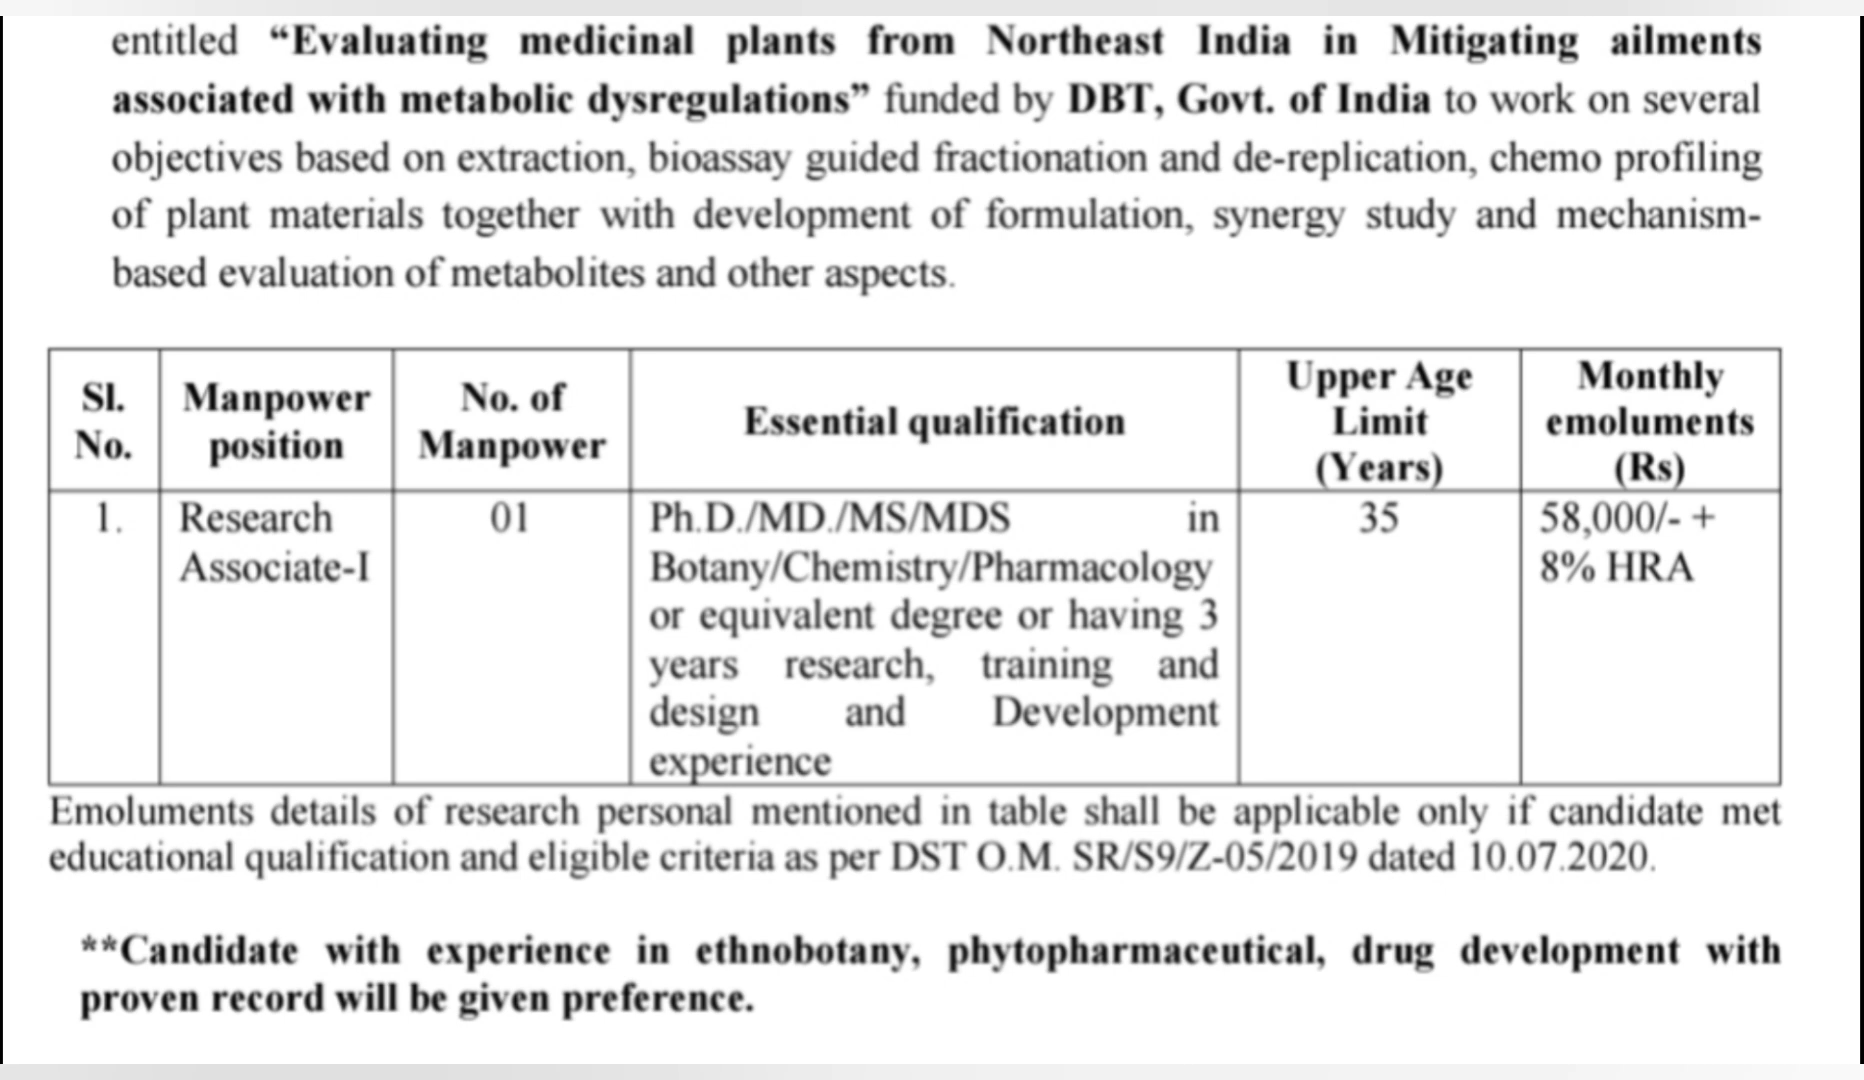 entitled “Evaluating medicinal plants from Northeast India in Mitigating ailments
associated with metabolic dysregulations” funded by DBT, Govt. of India to work on several
objectives based on extraction, bioassay guided fractionation and de-replication, chemo profiling
of plant materials together with development of formulation, synergy study and mechanism-
based evaluation of metabolites and other aspects.
Sl. No.
Manpower position
No. of Manpower
Essential qualification
Upper Age Limit (Years)
Monthly emoluments (Rs)
1.
Research
Associate-I
01
Ph.D./MD./MS/MDS in
Botany/Chemistry/Pharmacology
or equivalent degree or having 3
years research, training and
design and Development
experience
35
58,000/- +
8% HRA
Emoluments details of research personal mentioned in table shall be applicable only if candidate met
educational qualification and eligible criteria as per DST O.M. SR/S9/Z-05/2019 dated 10.07.2020.
**Candidate with experience in ethnobotany, phytopharmaceutical, drug development with
proven record will be given preference.